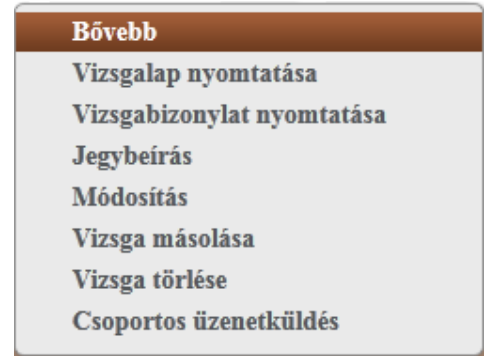 Bővebb
Vizsgalap nyomtatása
Vizsgabizonylat nyomtatása
Jegybeírás
Módosítás
Vizsga másolása
Vizsga törlése
Csoportos üzenetküldés